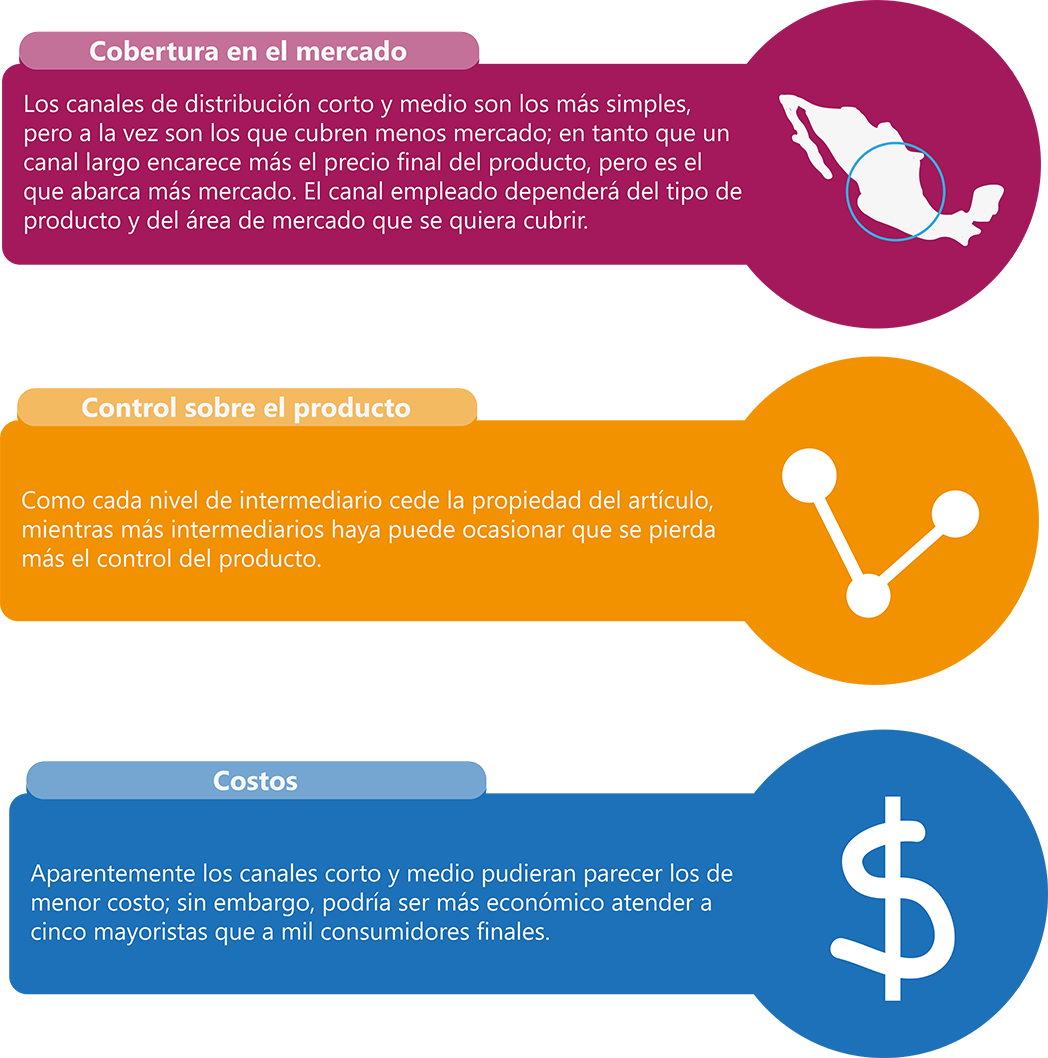 Cobertura en el mercado
Los canales de distribución corto y medio son los más simples,
pero a la vez son los que cubren menos mercado; en tanto que un
canal largo encarece más el precio final del producto, pero es el
que abarca más mercado. El canal empleado dependerá del tipo de
producto y del área de mercado que se quiera cubrir.
Control sobre el producto
Como cada nivel de intermediario cede la propiedad del artículo,
mientras más intermediarios haya puede ocasionar que se pierda
más el control del producto.
Costos
Aparentemente los canales corto y medio pudieran parecer los de
menor costo; sin embargo, podría ser más económico atender a
cinco mayoristas que a mil consumidores finales.